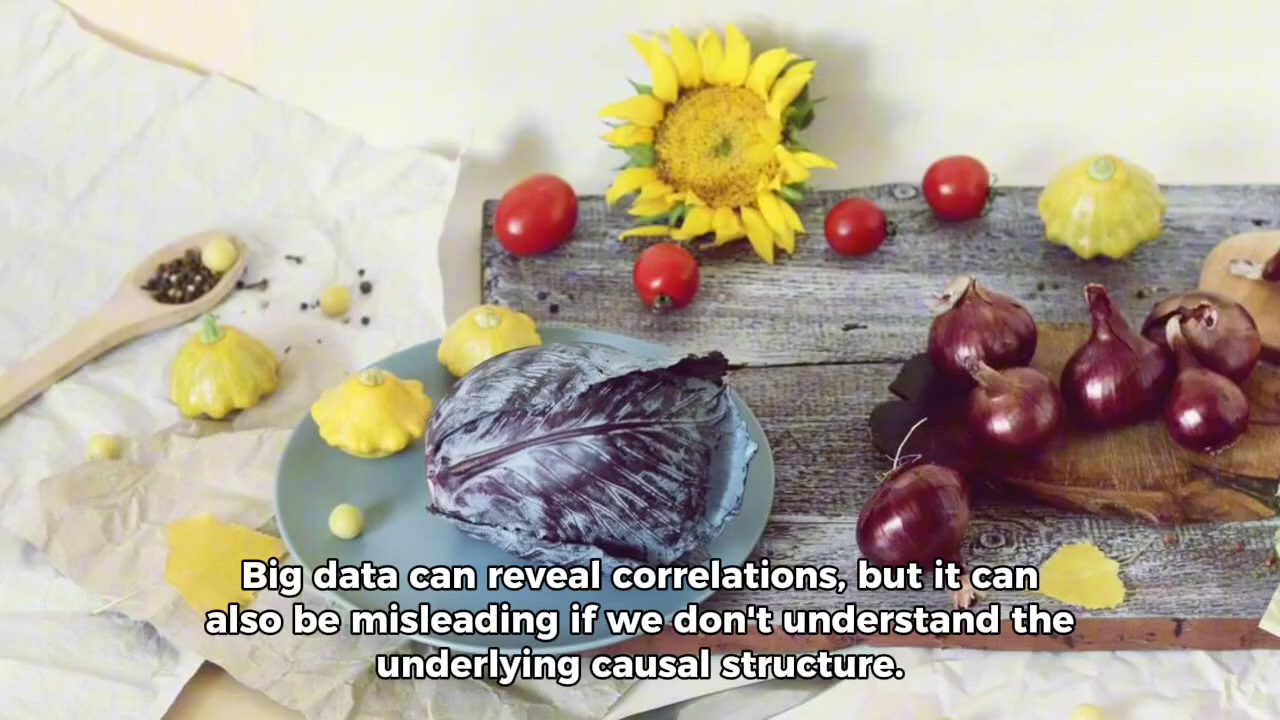 Big data can reveal correlations, but it can
also be misleading if we don't understand the
underlying causal structure.